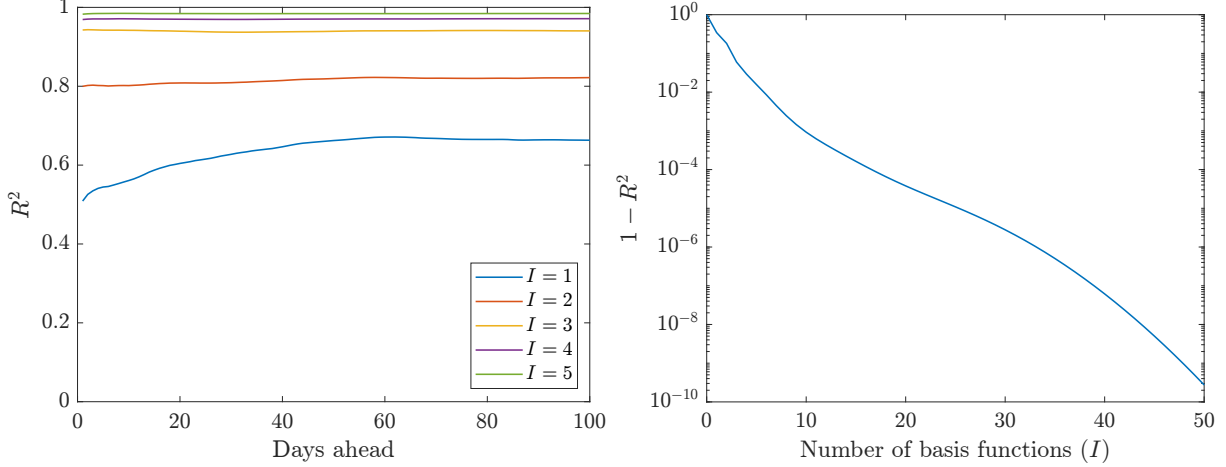 1
0.8
0.6
0.4
0.2
0
R²
0 20 40 60 80 100
Days ahead
I = 1
I = 2
I = 3
I = 4
I = 5
10⁰
10⁻²
10⁻⁴
10⁻⁶
10⁻⁸
10⁻¹⁰
1 − R²
0 10 20 30 40 50
Number of basis functions (I)